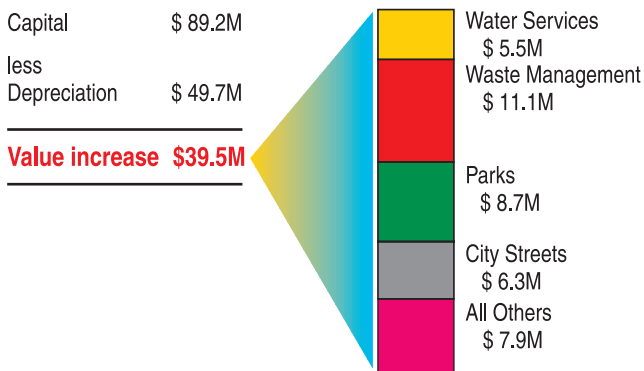 Capital $ 89.2M
less
Depreciation $ 49.7M
Value increase $39.5M
Water Services
$ 5.5M
Waste Management
$ 11.1M
Parks
$ 8.7M
City Streets
$ 6.3M
All Others
$ 7.9M